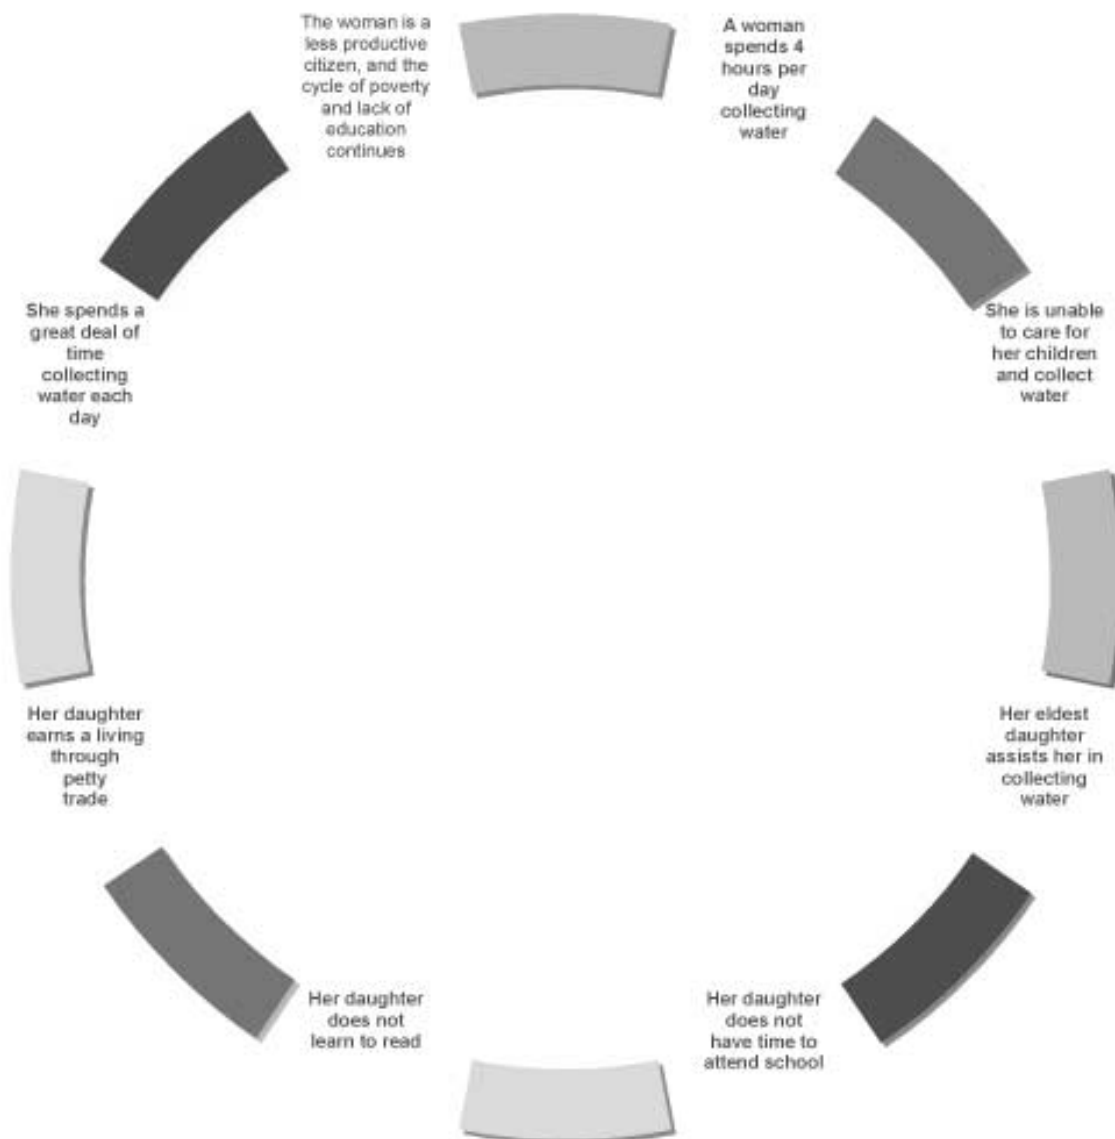 A woman
spends 4
hours per
day
collecting
water
She is unable
to care for
her children
and collect
water
Her eldest
daughter
assists her in
collecting
water
Her daughter
does not
have time to
attend school
Her daughter
does not
learn to read
Her daughter
earns a living
through
petty
trade
She spends a
great deal of
time
collecting
water each
day
The woman is a
less productive
citizen, and the
cycle of poverty
and lack of
education
continues